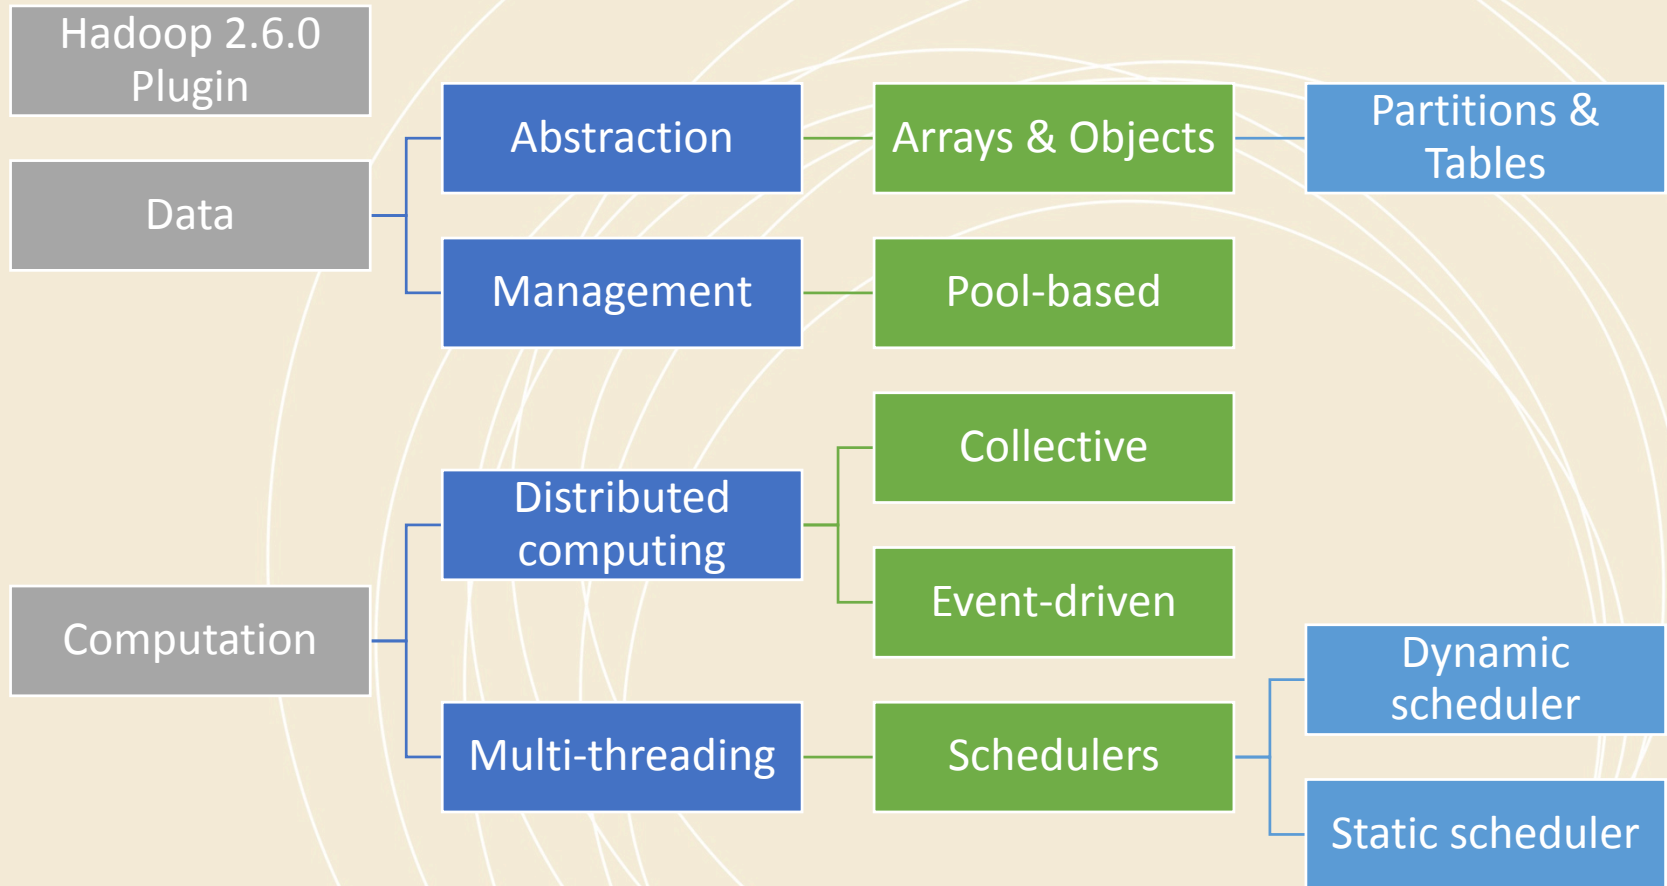 Hadoop 2.6.0
Plugin
Data
Abstraction
Arrays & Objects
Partitions &
Tables
Management
Pool-based
Computation
Distributed
computing
Collective
Event-driven
Multi-threading
Schedulers
Dynamic
scheduler
Static scheduler